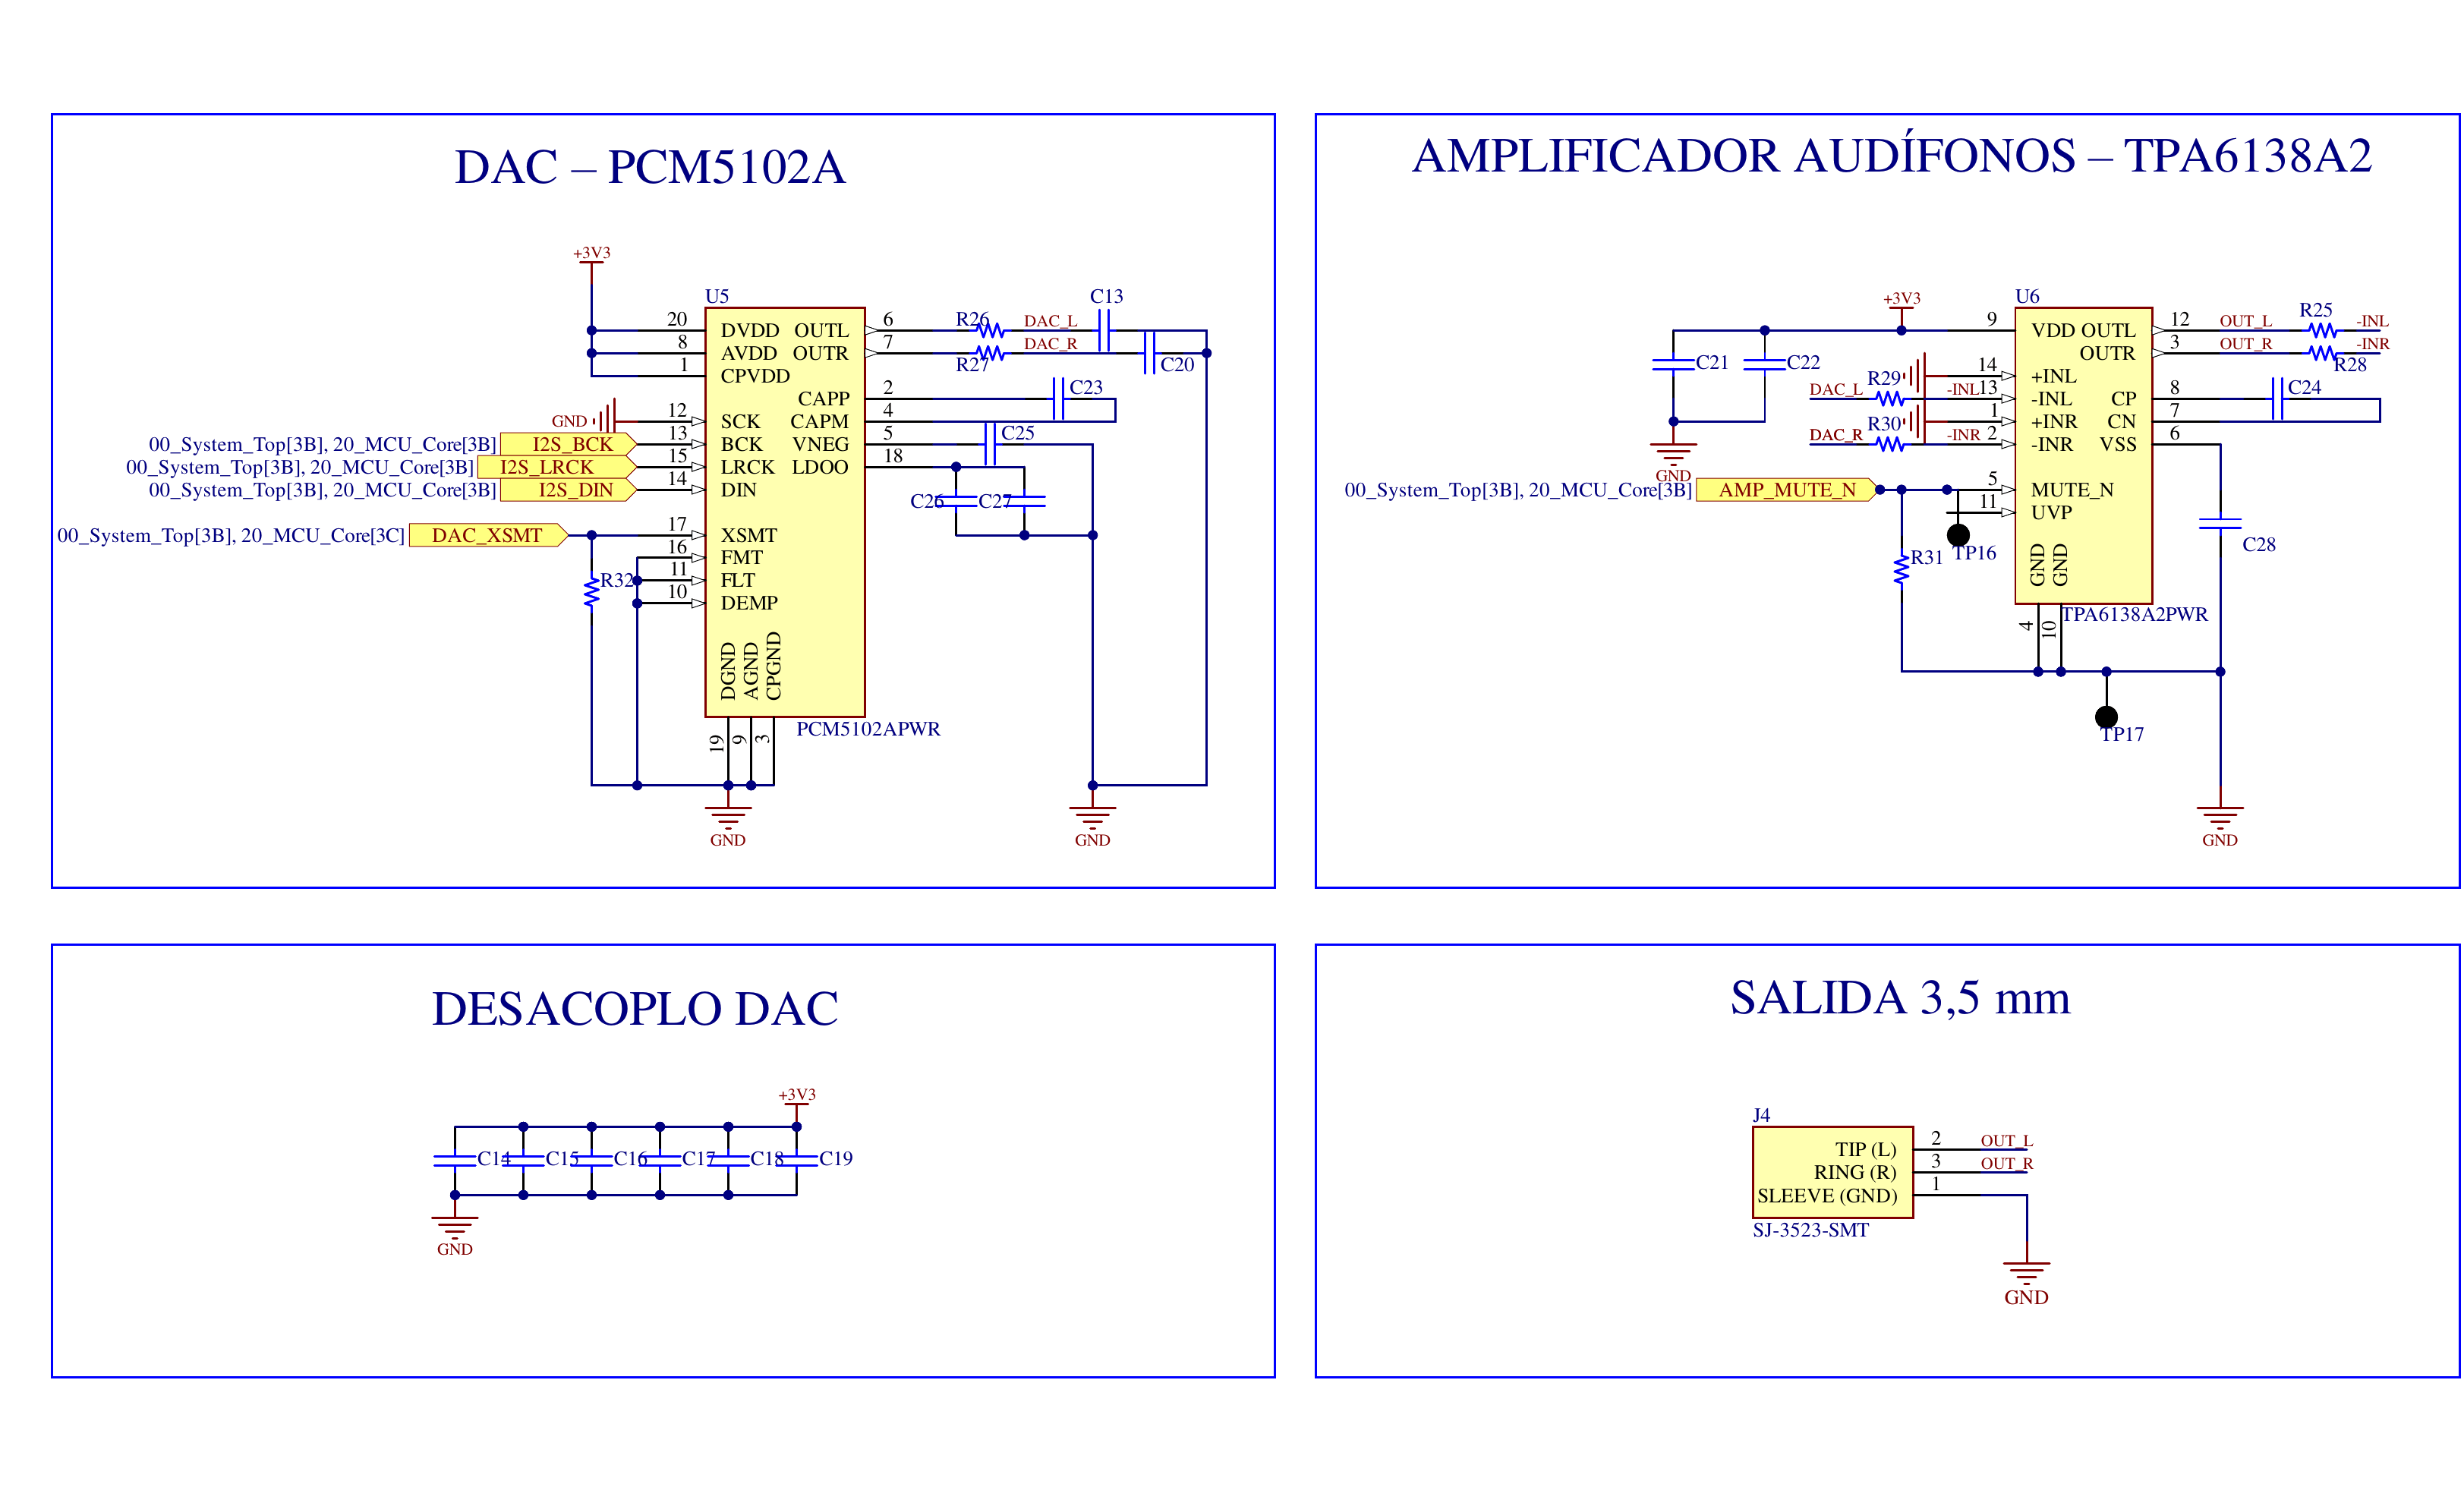 DAC – PCM5102A
+3V3
U5
20
8
1
12
13
15
14
17
16
11
10
DVDD
AVDD
CPVDD
SCK
BCK
LRCK
DIN
XSMT
FMT
FLT
DEMP
OUTL
OUTR
CAPP
CAPM
VNEG
LDOO
6
7
2
4
5
18
R26
R27
DAC_L
DAC_R
C13
C20
C23
C25
C26
C27
GND
00_System_Top[3B], 20_MCU_Core[3B] I2S_BCK
00_System_Top[3B], 20_MCU_Core[3B] I2S_LRCK
00_System_Top[3B], 20_MCU_Core[3B] I2S_DIN
00_System_Top[3B], 20_MCU_Core[3C] DAC_XSMT
R32
DGND
AGND
CPGND
19
9
3
PCM5102APWR
GND
GND
AMPLIFICADOR AUDÍFONOS – TPA6138A2
+3V3
U6
9
14
13
1
2
5
11
VDD
+INL
-INL
+INR
-INR
MUTE_N
UVP
OUTL
OUTR
CP
CN
VSS
12
3
8
7
6
OUT_L
OUT_R
R25
R28
-INL
-INR
C24
C21
C22
GND
R29
DAC_L
-INL
R30
DAC_R
-INR
00_System_Top[3B], 20_MCU_Core[3B] AMP_MUTE_N
R31
TP16
GND
GND
4
10
TPA6138A2PWR
C28
TP17
GND
DESACOPLO DAC
+3V3
C14
C15
C16
C17
C18
C19
GND
SALIDA 3,5 mm
J4
TIP (L)
RING (R)
SLEEVE (GND)
2
3
1
OUT_L
OUT_R
SJ-3523-SMT
GND